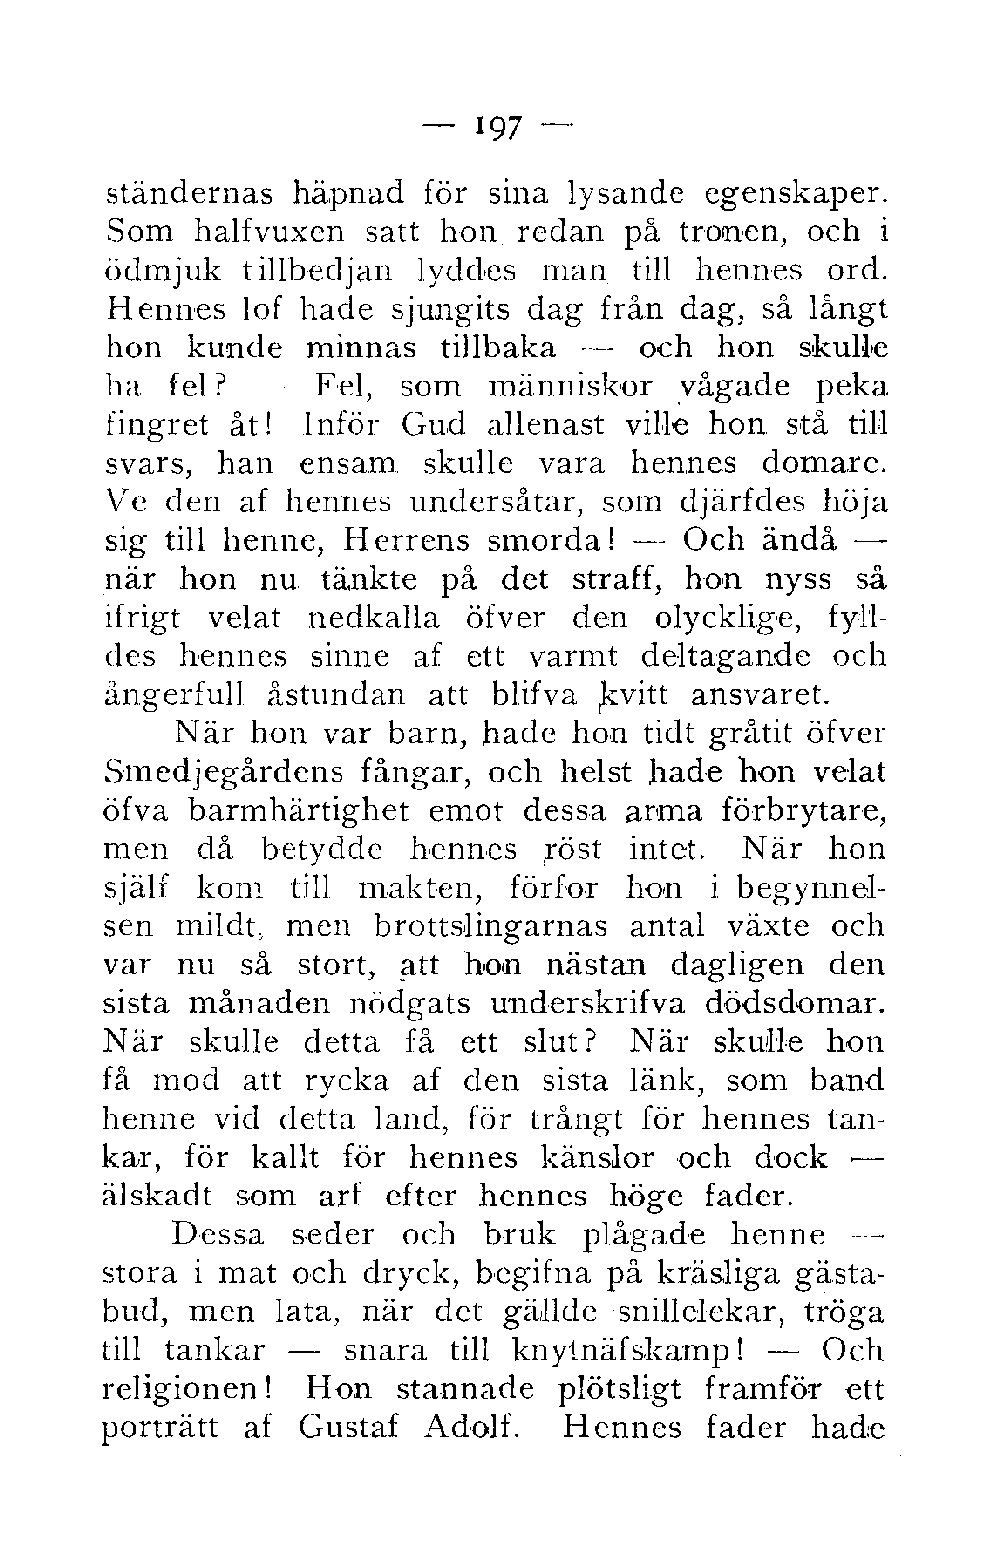 — 197 —
ständernas häpnad för sina lysande egenskaper.
Som halfvuxen satt hon redan på tronen, och i
ödmjuk tillbedjan lyddes man till hennes ord.
Hennes lof hade sjungits dag från dag, så långt
hon kunde minnas tillbaka — och hon skulle
ha fel? Fel, som människor vågade peka
fingret åt! Inför Gud allenast ville hon stå till
svars, han ensam skulle vara hennes domare.
Ve den af hennes undersåtar, som djärfdes höja
sig till henne, Herrens smorda! — Och ändå —
när hon nu tänkte på det straff, hon nyss så
ifrigt velat nedkalla öfver den olycklige, fyll-
des hennes sinne af ett varmt deltagande och
ångerfull åstundan att blifva kvitt ansvaret.
När hon var barn, hade hon tidt gråtit öfver
Smedjegårdens fångar, och helst hade hon velat
öfva barmhärtighet emot dessa arma förbrytare,
men då betydde hennes röst intet. När hon
själf kom till makten, förfor hon i begynnel-
sen mildt, men brottslingarnas antal växte och
var nu så stort, att hon nästan dagligen den
sista månaden nödgats underskrifva dödsdomar.
När skulle detta få ett slut? När skulle hon
få mod att rycka af den sista länk, som band
henne vid detta land, för trångt för hennes tan-
kar, för kallt för hennes känslor och dock —
älskadt som arf efter hennes höge fader.
Dessa seder och bruk plågade henne —
stora i mat och dryck, begifna på kräsliga gästa-
bud, men lata, när det gällde snillelekar, tröga
till tankar — snara till knytnäfskamp! — Och
religionen! Hon stannade plötsligt framför ett
porträtt af Gustaf Adolf. Hennes fader hade